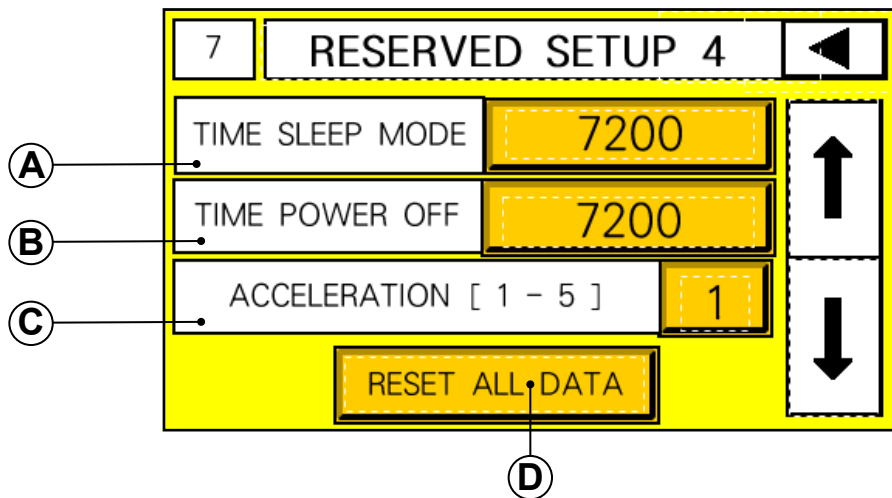 7 RESERVED SETUP 4
A TIME SLEEP MODE 7200
B TIME POWER OFF 7200
C ACCELERATION [ 1 - 5 ] 1
RESET ALL DATA
D